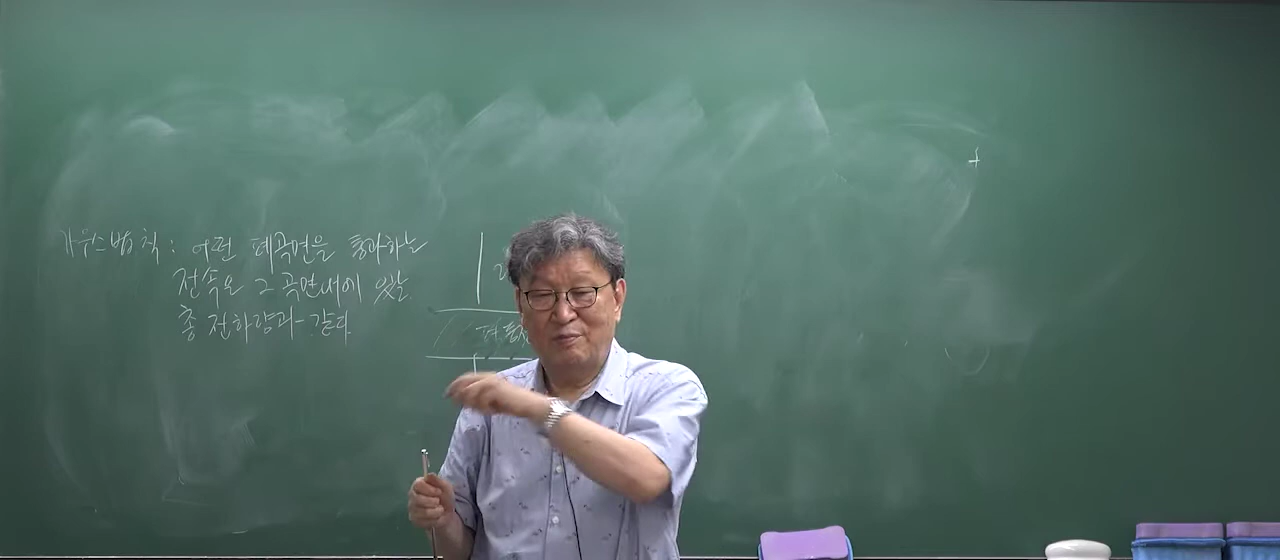 가우스법칙 : 어떤 폐곡면을 통과하는
전속은 그 곡면내에 있는
총 전하량과 같다
+